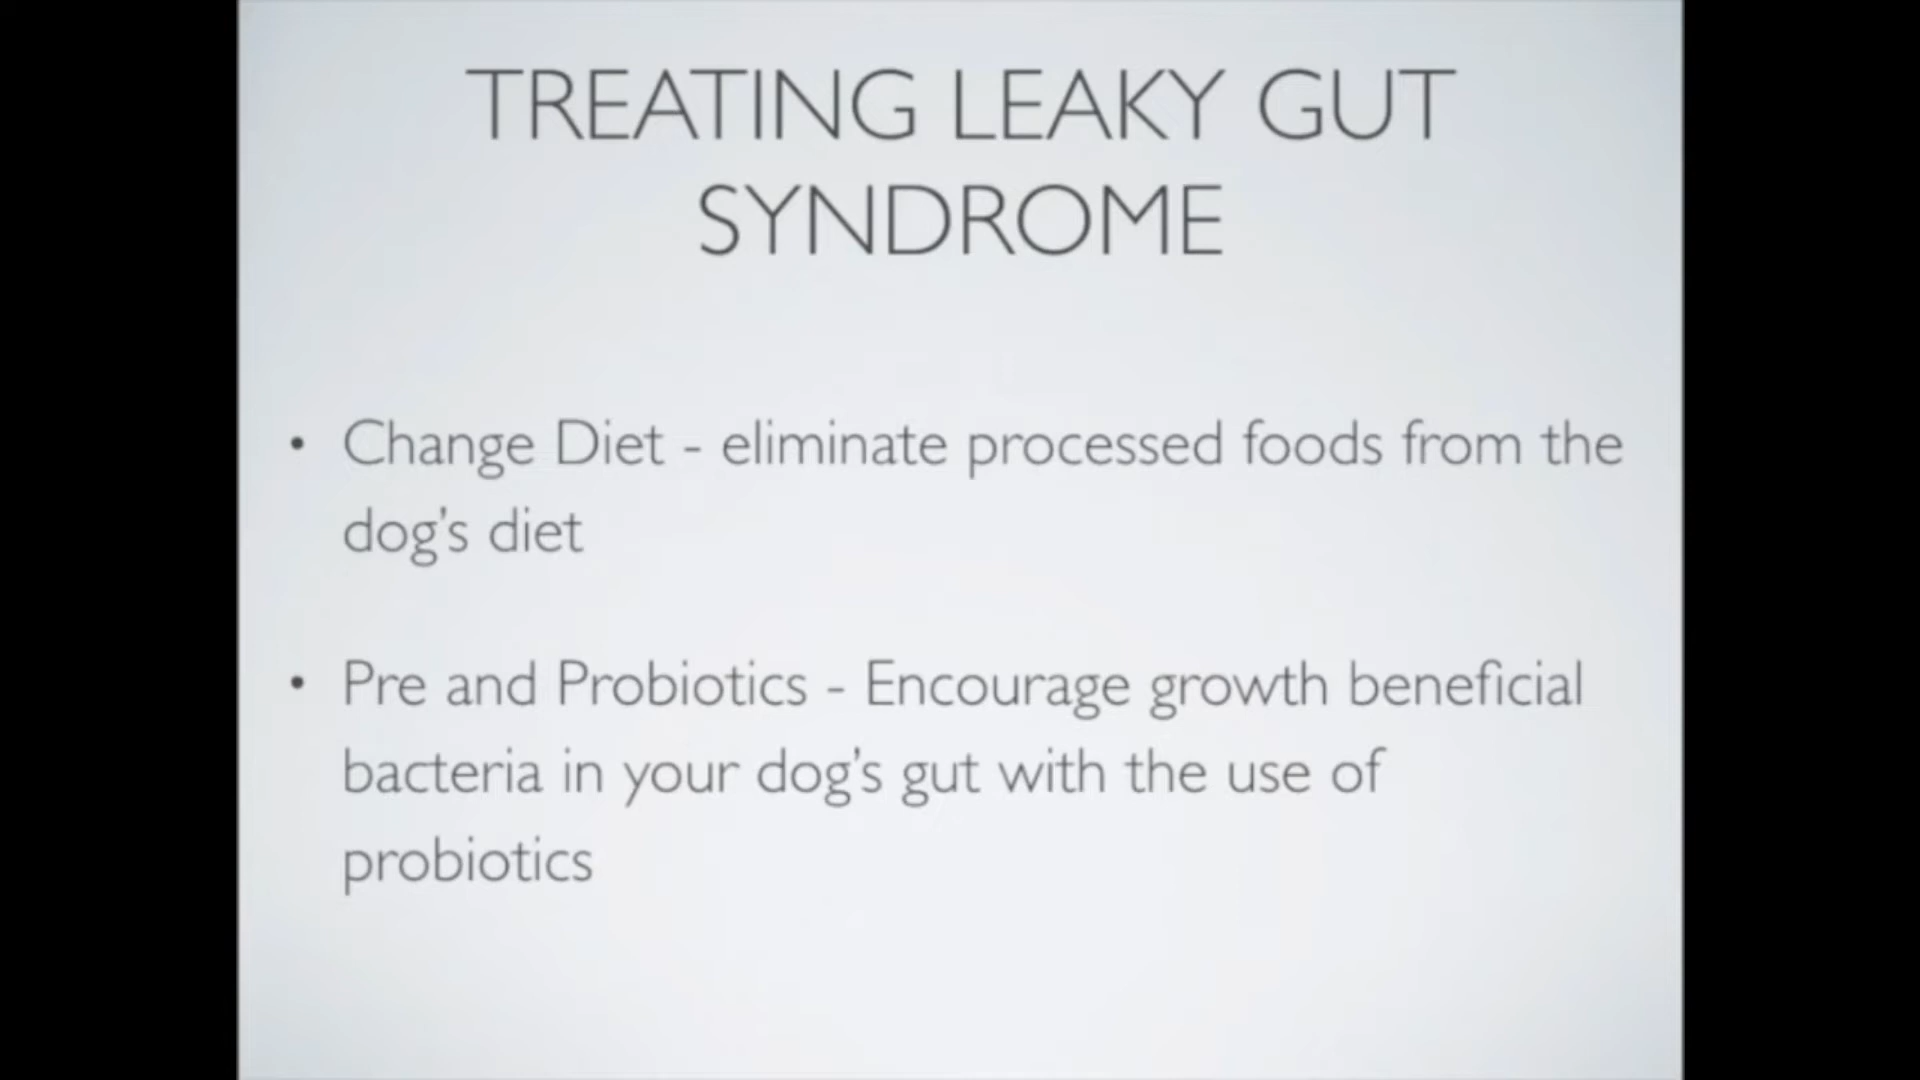 TREATING LEAKY GUT
SYNDROME
• Change Diet - eliminate processed foods from the
dog's diet
• Pre and Probiotics - Encourage growth beneficial
bacteria in your dog's gut with the use of
probiotics